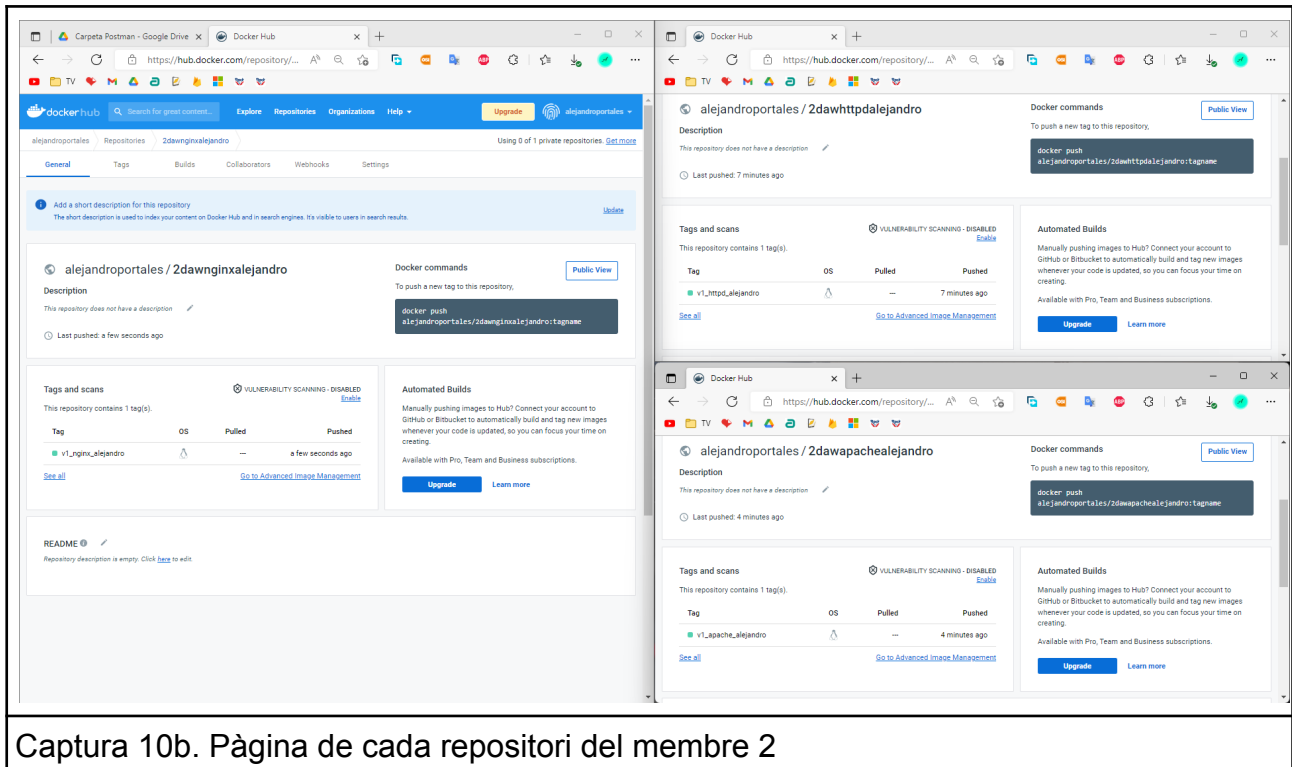 Carpeta Postman - Google Drive
Docker Hub
https://hub.docker.com/repository/...
TV
dockerhub
Search for great content...
Explore
Repositories
Organizations
Help
Upgrade
alejandroportales
alejandroportales
Repositories
2dawnginxalejandro
Using 0 of 1 private repositories. Get more
General
Tags
Builds
Collaborators
Webhooks
Settings
Add a short description for this repository
The short description is used to index your content on Docker Hub and in search engines. It's visible to users in search results.
Update
alejandroportales / 2dawnginxalejandro
Description
This repository does not have a description
Last pushed: a few seconds ago
Docker commands
Public View
To push a new tag to this repository,
docker push
alejandroportales/2dawnginxalejandro:tagname
Tags and scans
VULNERABILITY SCANNING - DISABLED
Enable
This repository contains 1 tag(s).
Tag
OS
Pulled
Pushed
v1_nginx_alejandro
---
a few seconds ago
See all
Go to Advanced Image Management
Automated Builds
Manually pushing images to Hub? Connect your account to
GitHub or Bitbucket to automatically build and tag new images
whenever your code is updated, so you can focus your time on
creating.
Available with Pro, Team and Business subscriptions.
Upgrade
Learn more
README
Repository description is empty. Click here to edit.
Docker Hub
https://hub.docker.com/repository/...
TV
alejandroportales / 2dawhttpdalejandro
Description
This repository does not have a description
Last pushed: 7 minutes ago
Docker commands
Public View
To push a new tag to this repository,
docker push
alejandroportales/2dawhttpdalejandro:tagname
Tags and scans
VULNERABILITY SCANNING - DISABLED
Enable
This repository contains 1 tag(s).
Tag
OS
Pulled
Pushed
v1_httpd_alejandro
---
7 minutes ago
See all
Go to Advanced Image Management
Automated Builds
Manually pushing images to Hub? Connect your account to
GitHub or Bitbucket to automatically build and tag new images
whenever your code is updated, so you can focus your time on
creating.
Available with Pro, Team and Business subscriptions.
Upgrade
Learn more
Docker Hub
https://hub.docker.com/repository/...
TV
alejandroportales / 2dawapachealejandro
Description
This repository does not have a description
Last pushed: 4 minutes ago
Docker commands
Public View
To push a new tag to this repository,
docker push
alejandroportales/2dawapachealejandro:tagname
Tags and scans
VULNERABILITY SCANNING - DISABLED
Enable
This repository contains 1 tag(s).
Tag
OS
Pulled
Pushed
v1_apache_alejandro
---
4 minutes ago
See all
Go to Advanced Image Management
Automated Builds
Manually pushing images to Hub? Connect your account to
GitHub or Bitbucket to automatically build and tag new images
whenever your code is updated, so you can focus your time on
creating.
Available with Pro, Team and Business subscriptions.
Upgrade
Learn more
Captura 10b. Pàgina de cada repositori del membre 2